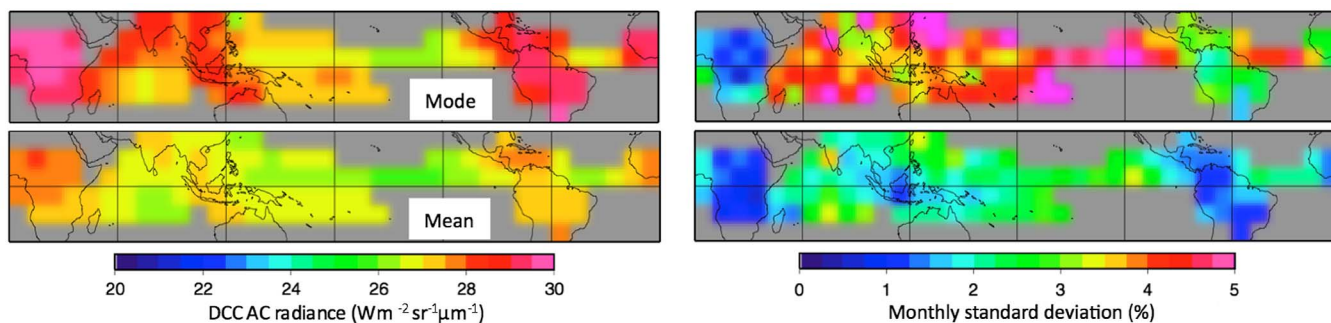 Mode
Mean
20 22 24 26 28 30
DCC AC radiance (Wm⁻² sr⁻¹μm⁻¹)
0 1 2 3 4 5
Monthly standard deviation (%)